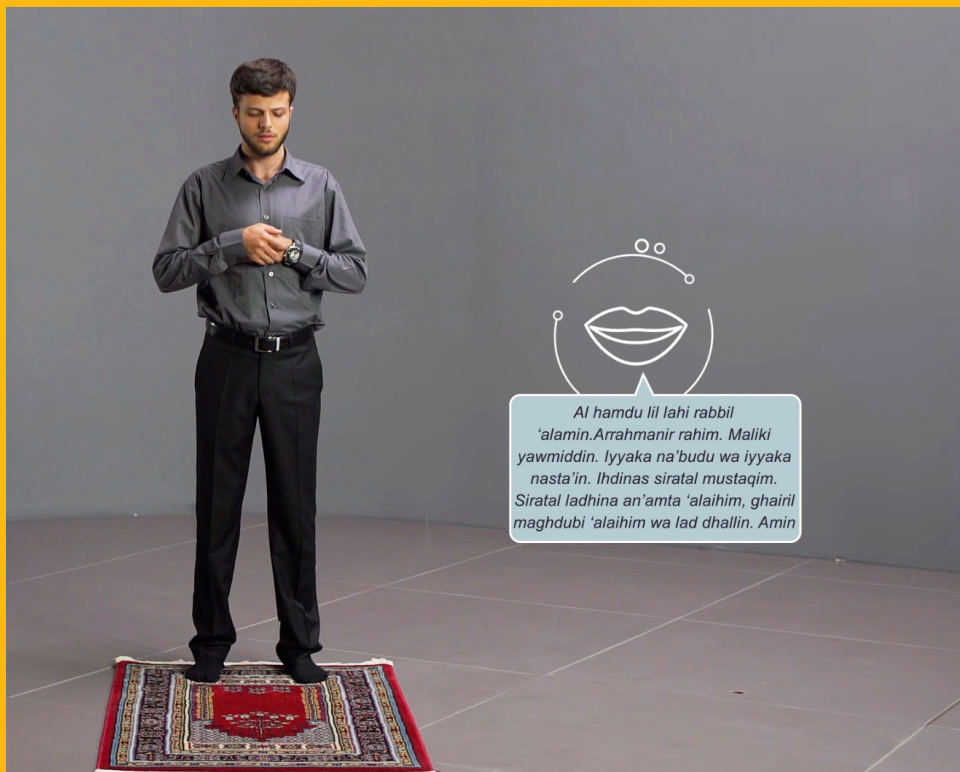 Al hamdu lil lahi rabbil
‘alamin.Arrahmanir rahim. Maliki
yawmiddin. Iyyaka na’budu wa iyyaka
nasta’in. Ihdinas siratal mustaqim.
Siratal ladhina an’amta ‘alaihim, ghairil
maghdubi ‘alaihim wa lad dhallin. Amin